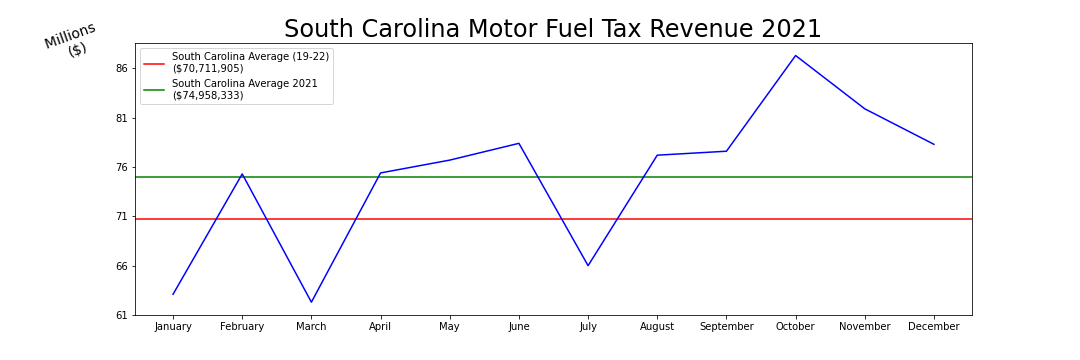 South Carolina Motor Fuel Tax Revenue 2021
Millions
($)
South Carolina Average (19-22)
($70,711,905)
South Carolina Average 2021
($74,958,333)
86
81
76
71
66
61
January February March April May June July August September October November December